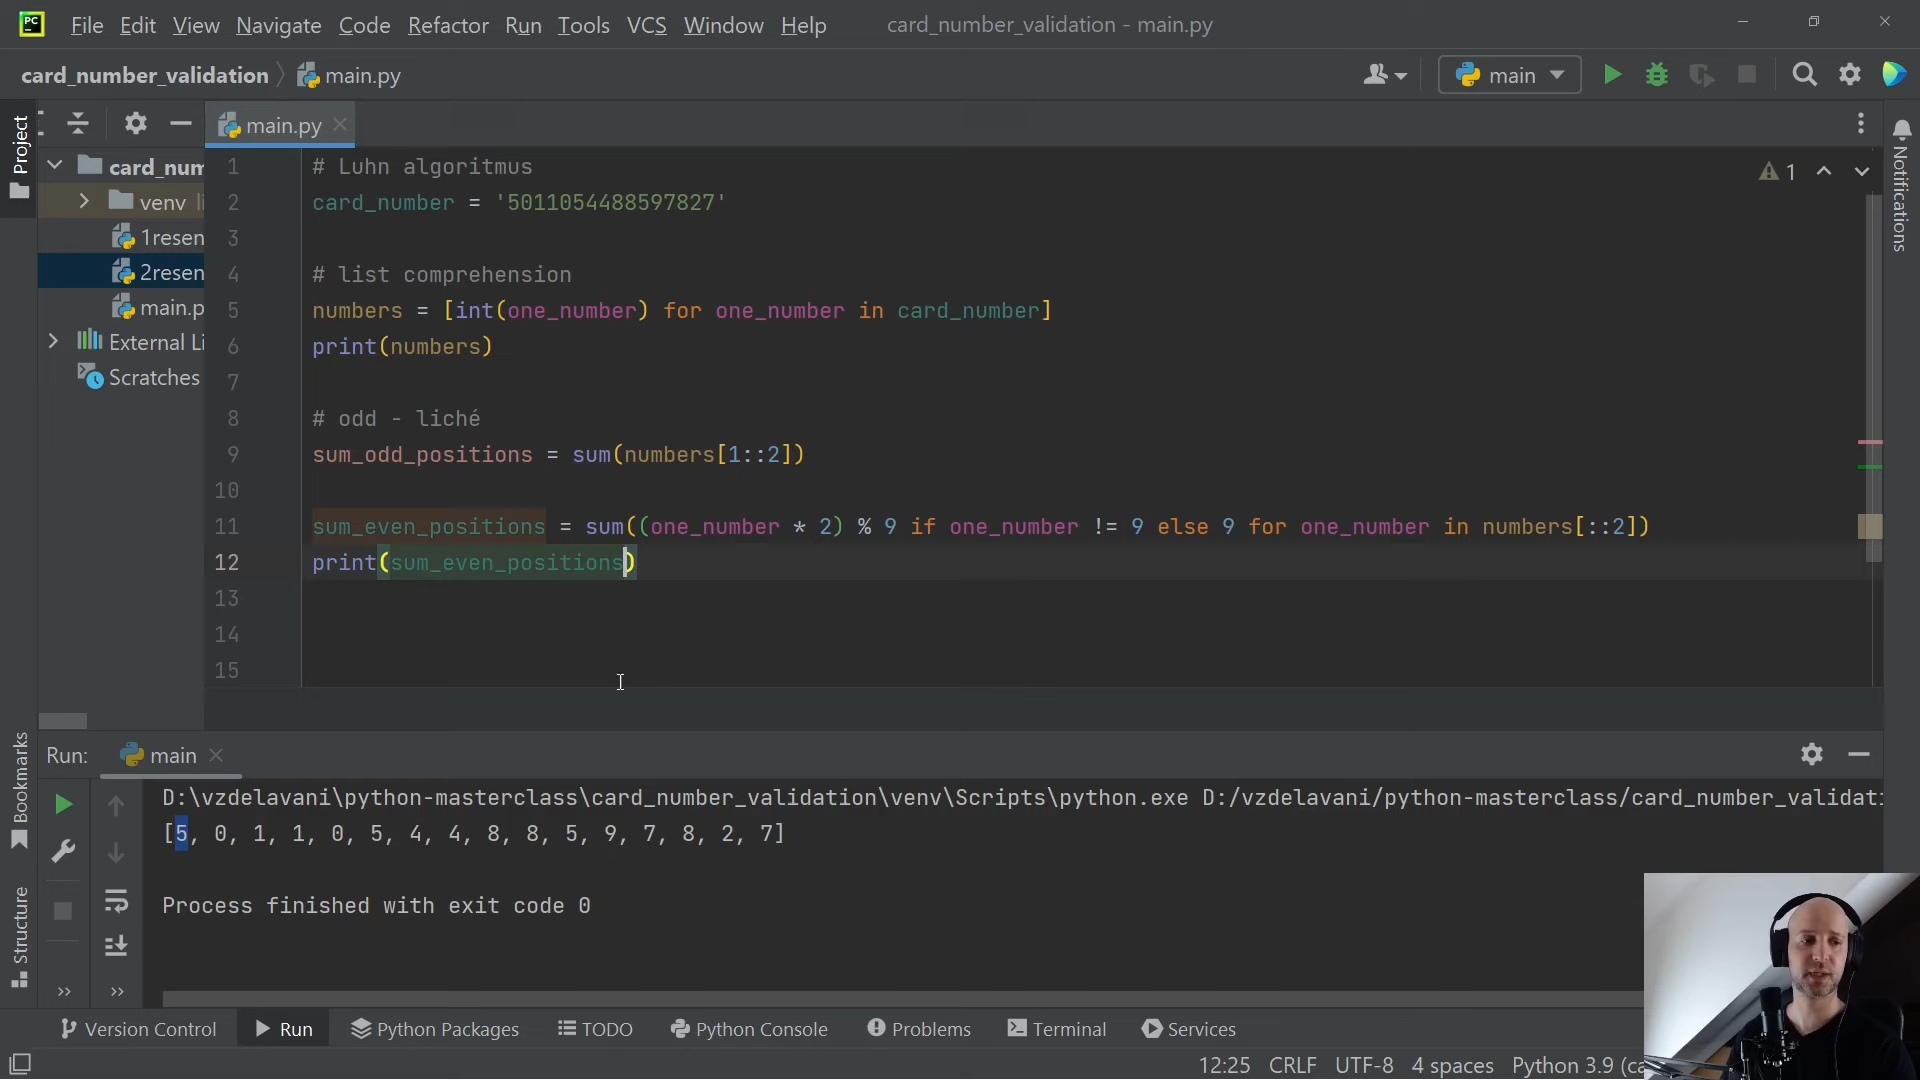 PC File Edit View Navigate Code Refactor Run Tools VCS Window Help card_number_validation - main.py
card_number_validation main.py main
Project
main.py
card_num
venv li
1resen
2resen
main.p
External Li
Scratches
1 # Luhn algoritmus
2 card_number = '5011054488597827'
3
4 # list comprehension
5 numbers = [int(one_number) for one_number in card_number]
6 print(numbers)
7
8 # odd - liché
9 sum_odd_positions = sum(numbers[1::2])
10
11 sum_even_positions = sum((one_number * 2) % 9 if one_number != 9 else 9 for one_number in numbers[::2])
12 print(sum_even_positions)
13
14
15
1
Notifications
Bookmarks
Structure
Run: main
D:\vzdelavani\python-masterclass\card_number_validation\venv\Scripts\python.exe D:/vzdelavani/python-masterclass/card_number_validati
[5, 0, 1, 1, 0, 5, 4, 4, 8, 8, 5, 9, 7, 8, 2, 7]
Process finished with exit code 0
Version Control Run Python Packages TODO Python Console Problems Terminal Services
12:25 CRLF UTF-8 4 spaces Python 3.9 (ca